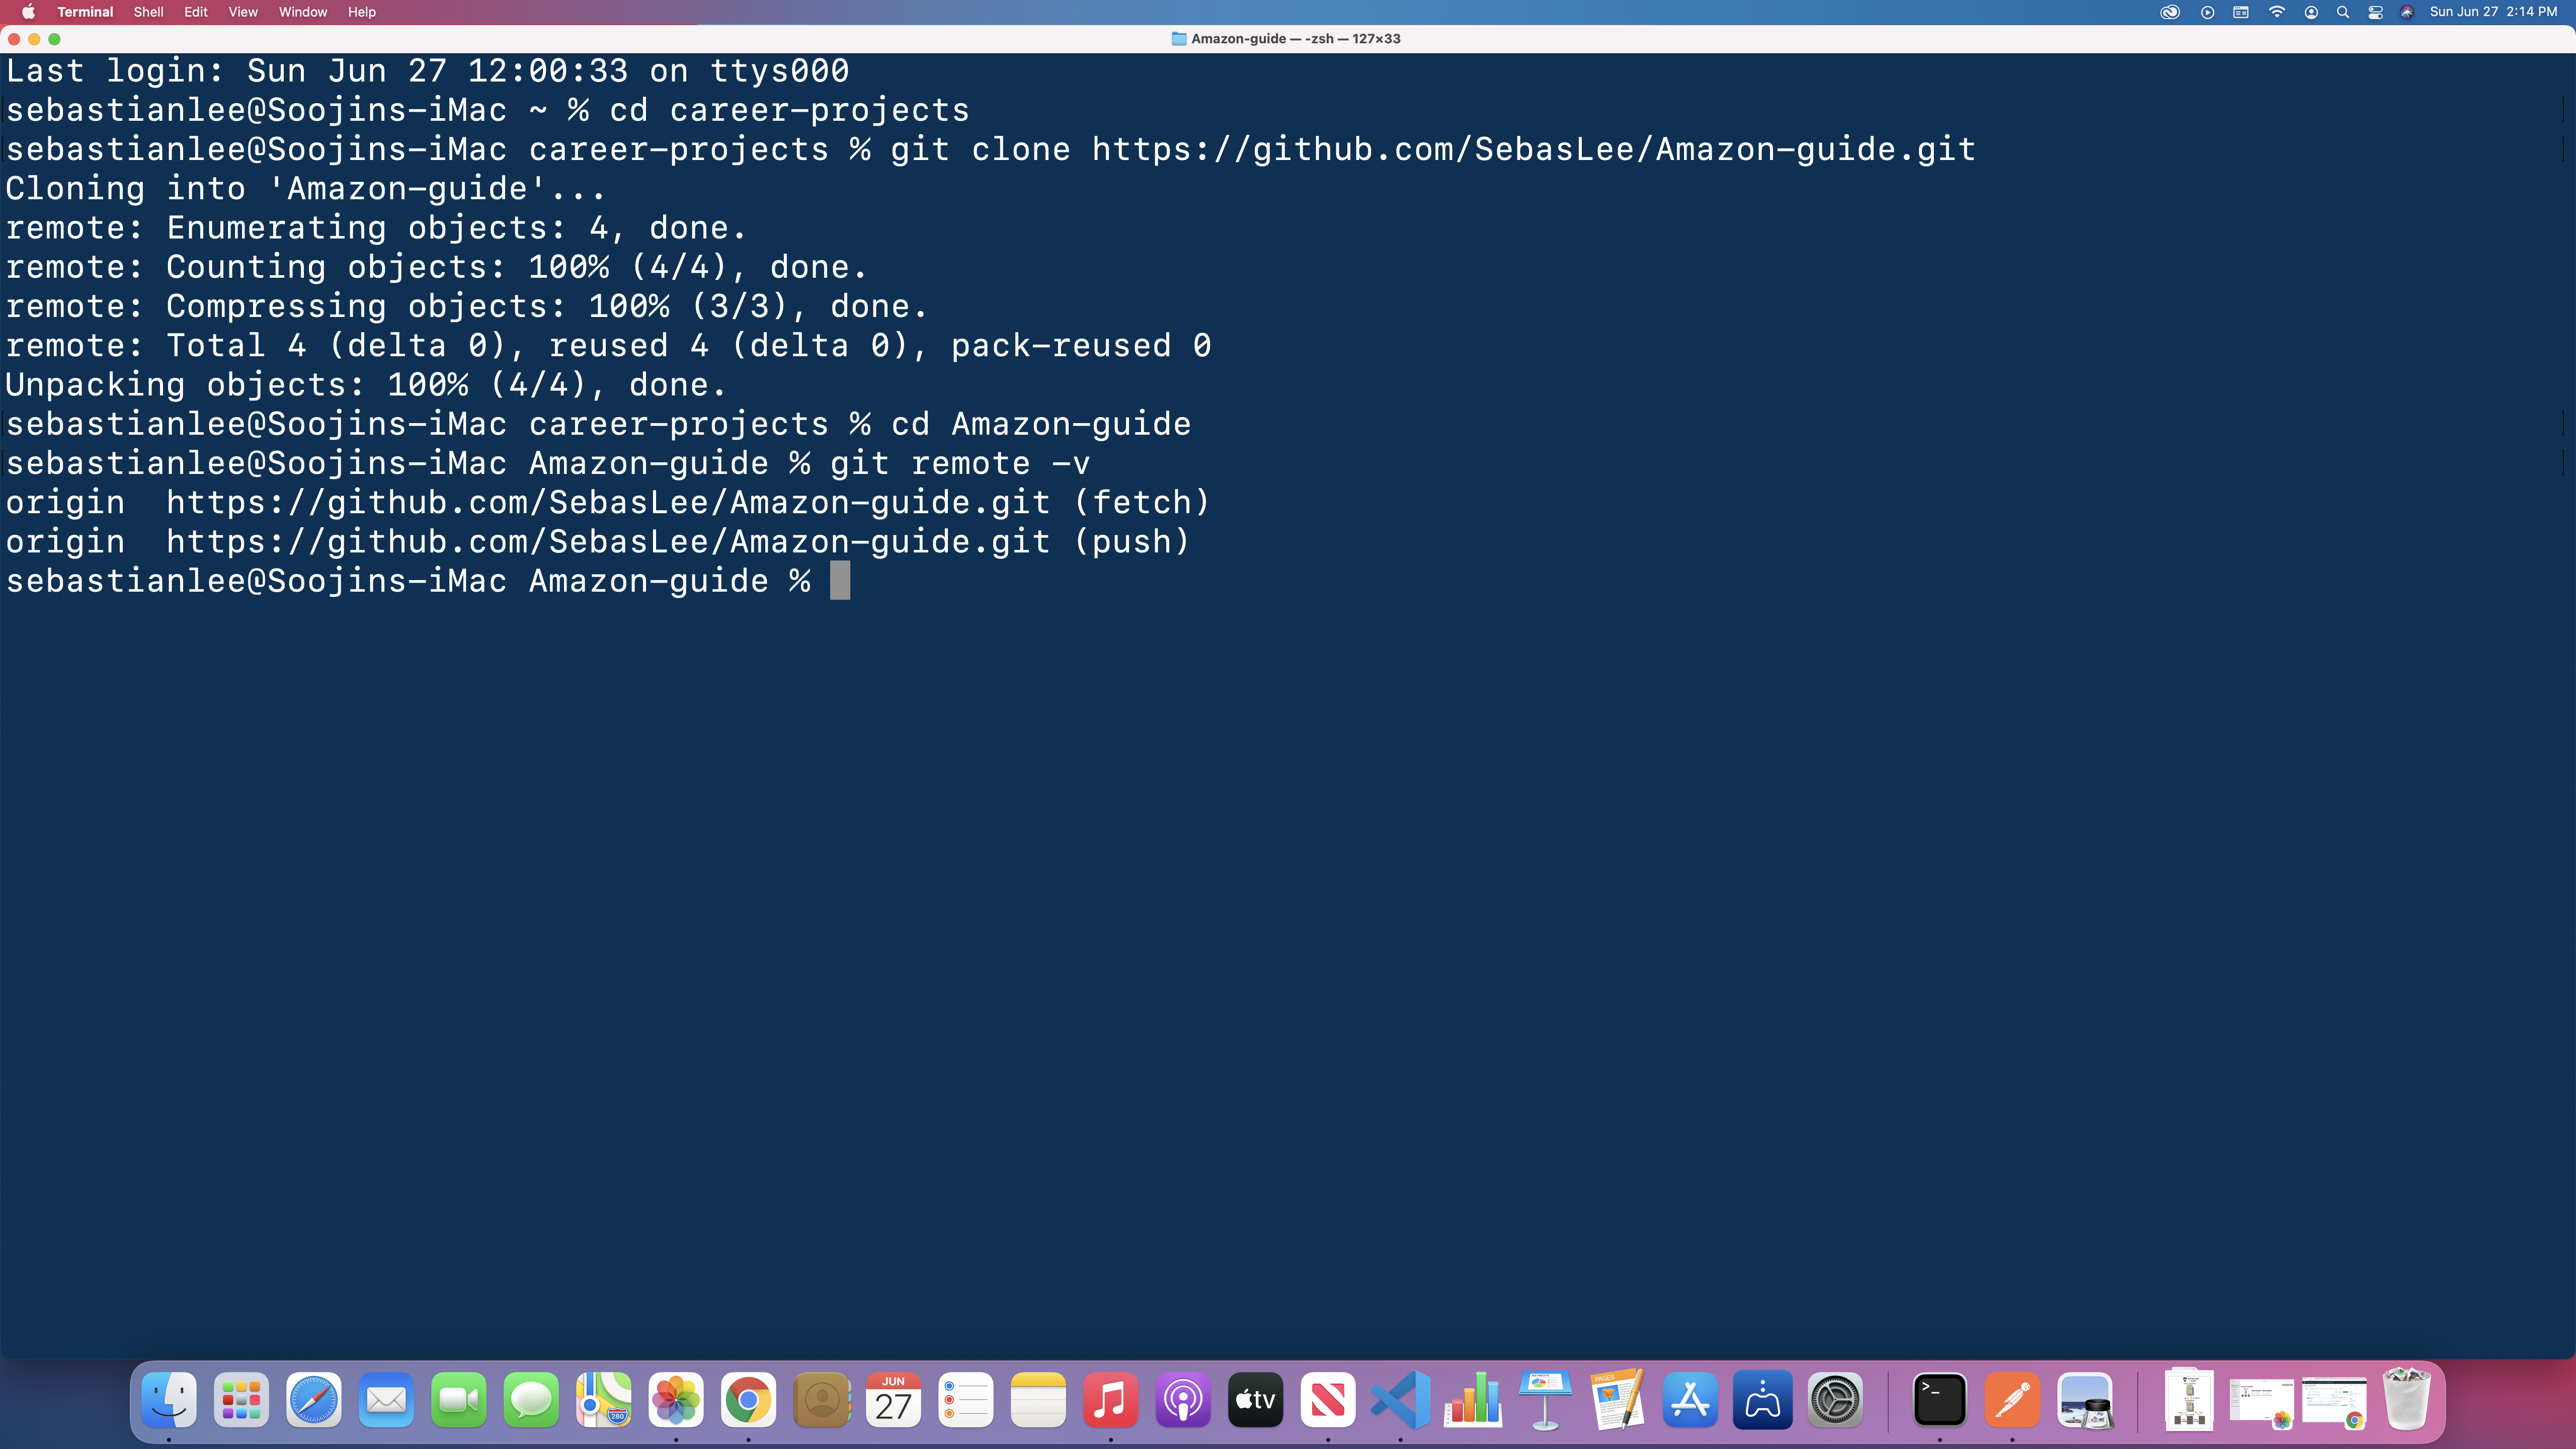 Terminal Shell Edit View Window Help Sun Jun 27 2:14 PM
Amazon-guide — -zsh — 127×33
Last login: Sun Jun 27 12:00:33 on ttys000
sebastianlee@Soojins-iMac ~ % cd career-projects
sebastianlee@Soojins-iMac career-projects % git clone https://github.com/SebasLee/Amazon-guide.git
Cloning into 'Amazon-guide'...
remote: Enumerating objects: 4, done.
remote: Counting objects: 100% (4/4), done.
remote: Compressing objects: 100% (3/3), done.
remote: Total 4 (delta 0), reused 4 (delta 0), pack-reused 0
Unpacking objects: 100% (4/4), done.
sebastianlee@Soojins-iMac career-projects % cd Amazon-guide
sebastianlee@Soojins-iMac Amazon-guide % git remote -v
origin  https://github.com/SebasLee/Amazon-guide.git (fetch)
origin  https://github.com/SebasLee/Amazon-guide.git (push)
sebastianlee@Soojins-iMac Amazon-guide %
280 JUN 27 tv PAGES >_